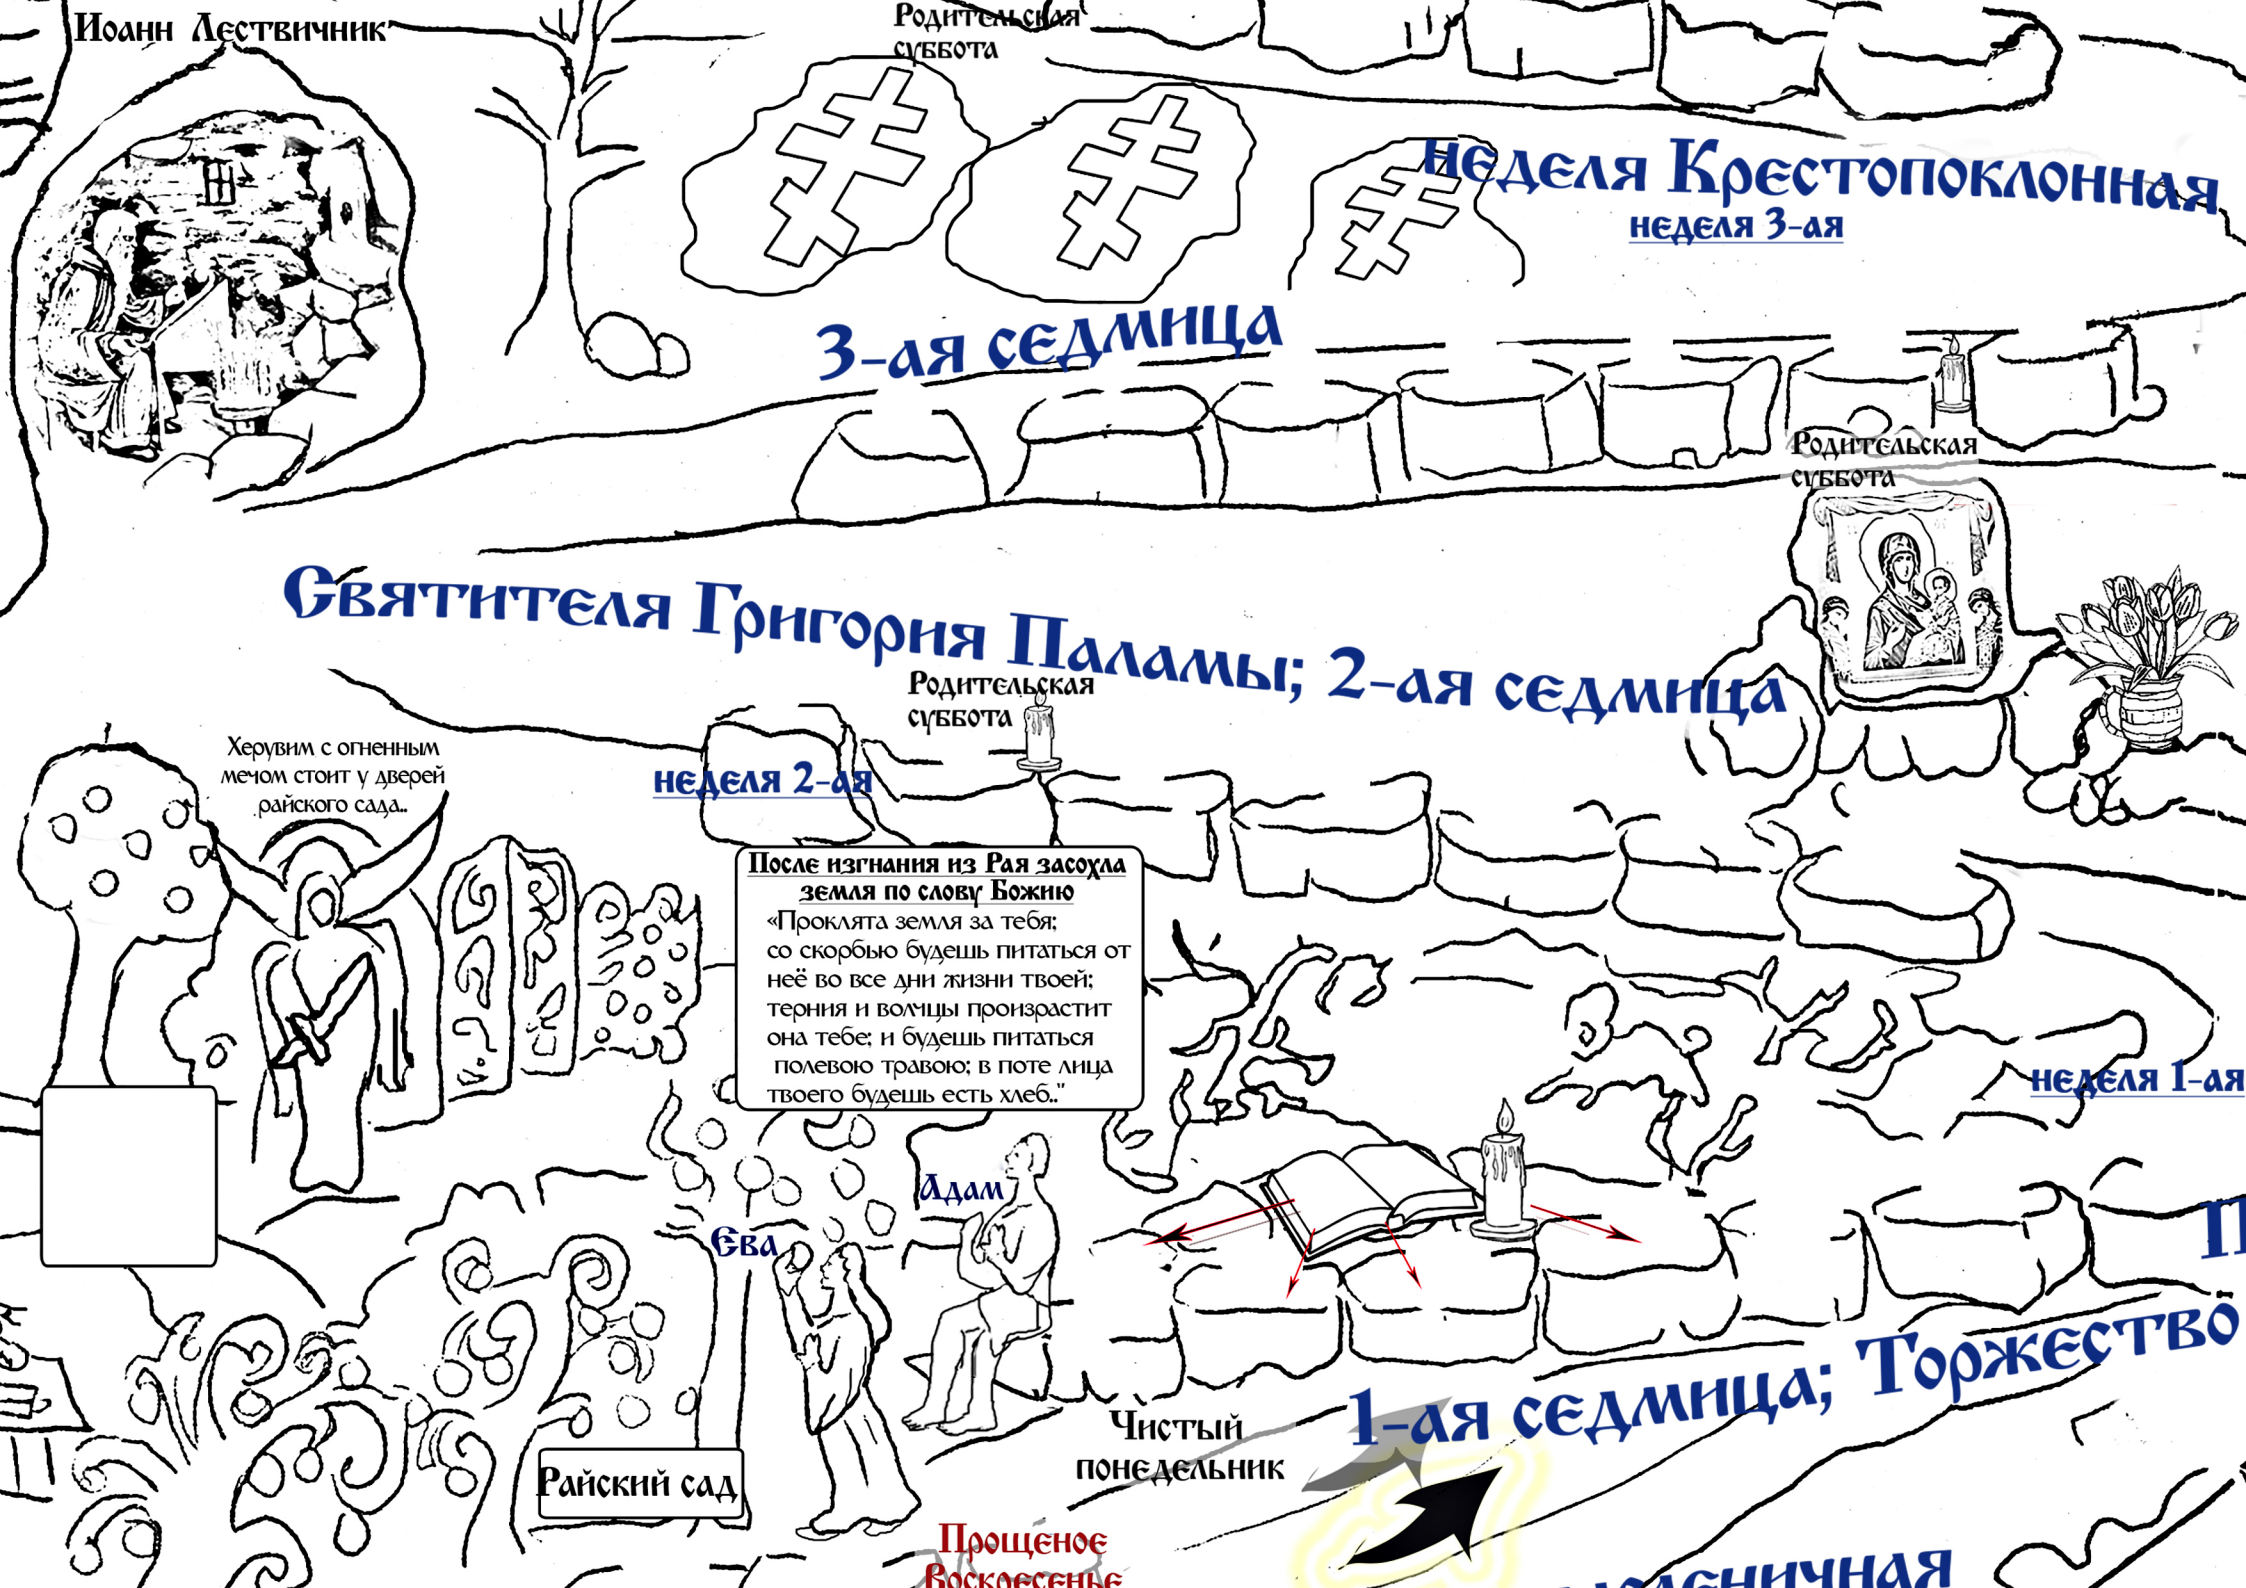 Иоанн Лествичник
Родительская
суббота
неделя Крестопоклонная
неделя 3-ая
3-ая седмица
Родительская
суббота
Святителя Григория Паламы; 2-ая седмица
Родительская
суббота
неделя 2-ая
Херувим с огненным
мечом стоит у дверей
райского сада..
После изгнания из Рая засохла
земля по слову Божию
«Проклята земля за тебя;
со скорбью будешь питаться от
неё во все дни жизни твоей;
терния и волчцы произрастит
она тебе; и будешь питаться
полевою травою; в поте лица
твоего будешь есть хлеб.."
неделя 1-ая
Адам
Ева
П
1-ая седмица; Торжество
Чистый
понедельник
Райский сад
Прощеное
Воскресенье